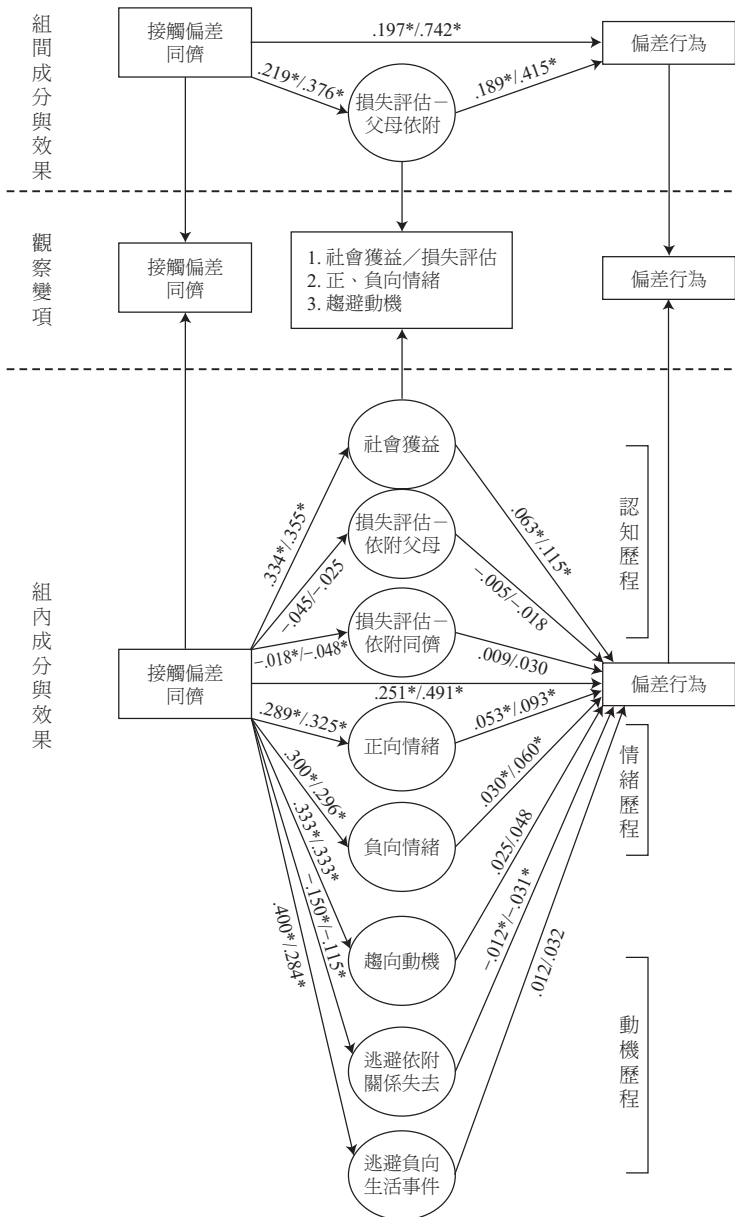 組間成分與效果
接觸偏差
同儕
.197*/.742*
偏差行為
.219*/.376*
損失評估－
父母依附
.189*/.415*
觀察變項
接觸偏差
同儕
1. 社會獲益／損失評估
2. 正、負向情緒
3. 趨避動機
偏差行為
組內成分與效果
接觸偏差
同儕
社會獲益
損失評估－
依附父母
損失評估－
依附同儕
正向情緒
負向情緒
趨向動機
逃避依附
關係失去
逃避負向
生活事件
.334*/.355*
−.045/−.025
−.018*/−.048*
.251*/.491*
.289*/.325*
.300*/.296*
.333*/.333*
−.150*/−.115*
.400*/.284*
.063*/.115*
−.005/−.018
.009/.030
.053*/.093*
.030*/.060*
.025/.048
−.012*/−.031*
.012/.032
偏差行為
認知歷程
情緒歷程
動機歷程